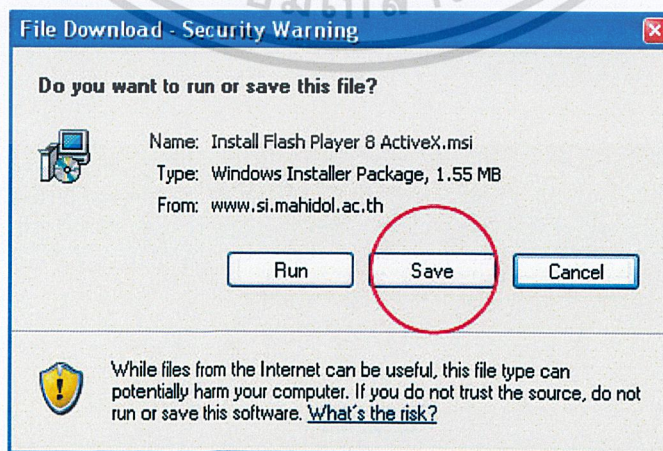 File Download - Security Warning
Do you want to run or save this file?
Name: Install Flash Player 8 ActiveX.msi
Type: Windows Installer Package, 1.55 MB
From: www.si.mahidol.ac.th
Run Save Cancel
While files from the Internet can be useful, this file type can
potentially harm your computer. If you do not trust the source, do not
run or save this software. What's the risk?